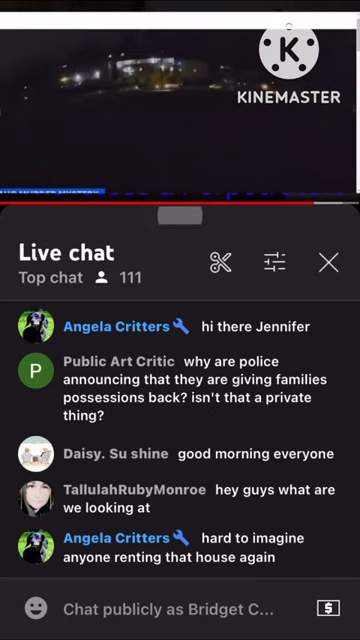 K
KINEMASTER
Live chat
Top chat 111
Angela Critters hi there Jennifer
P
Public Art Critic why are police
announcing that they are giving families
possessions back? isn't that a private
thing?
Daisy. Su shine good morning everyone
TallulahRubyMonroe hey guys what are
we looking at
Angela Critters hard to imagine
anyone renting that house again
Chat publicly as Bridget C...
$